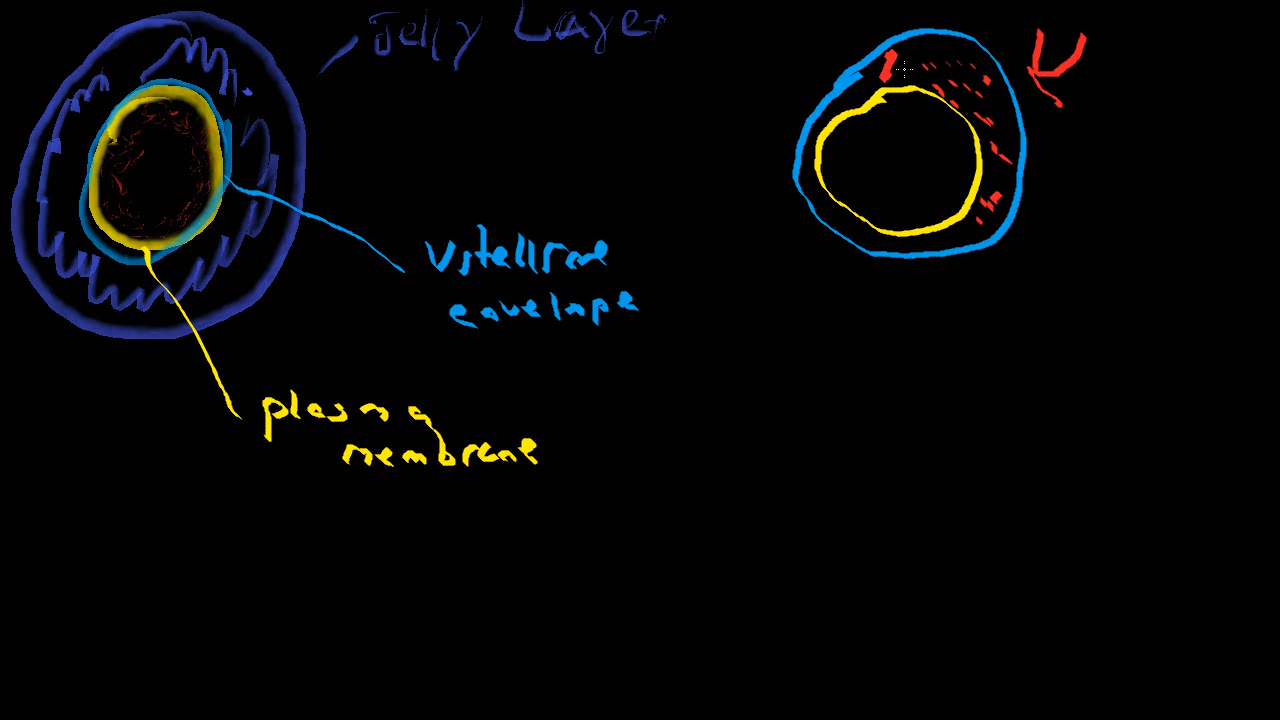 Jelly Layer
Vitelline
envelope
plasma
membrane